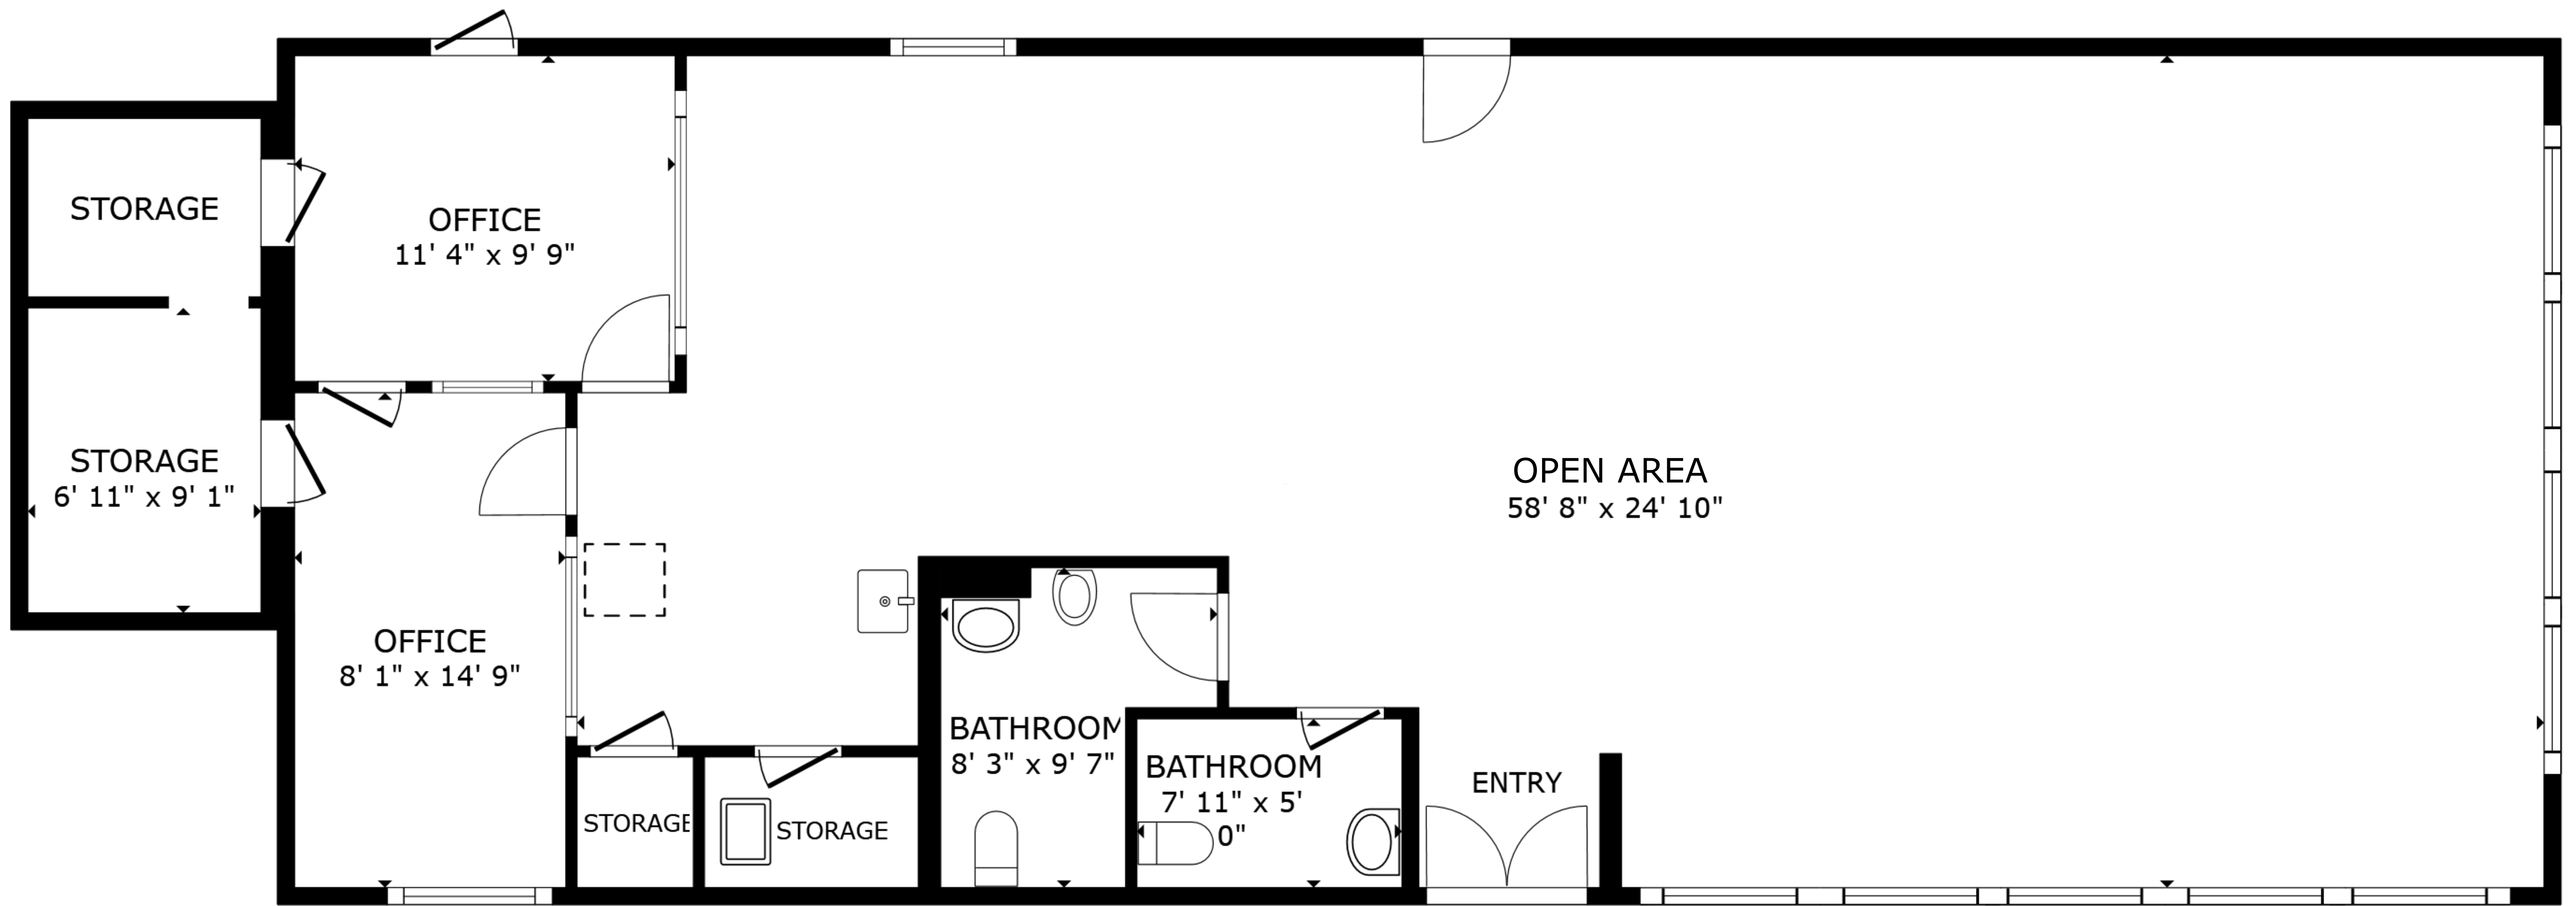 STORAGE
OFFICE
11' 4" x 9' 9"
STORAGE
6' 11" x 9' 1"
OPEN AREA
58' 8" x 24' 10"
OFFICE
8' 1" x 14' 9"
BATHROOM
8' 3" x 9' 7"
BATHROOM
7' 11" x 5'
0"
ENTRY
STORAGE
STORAGE